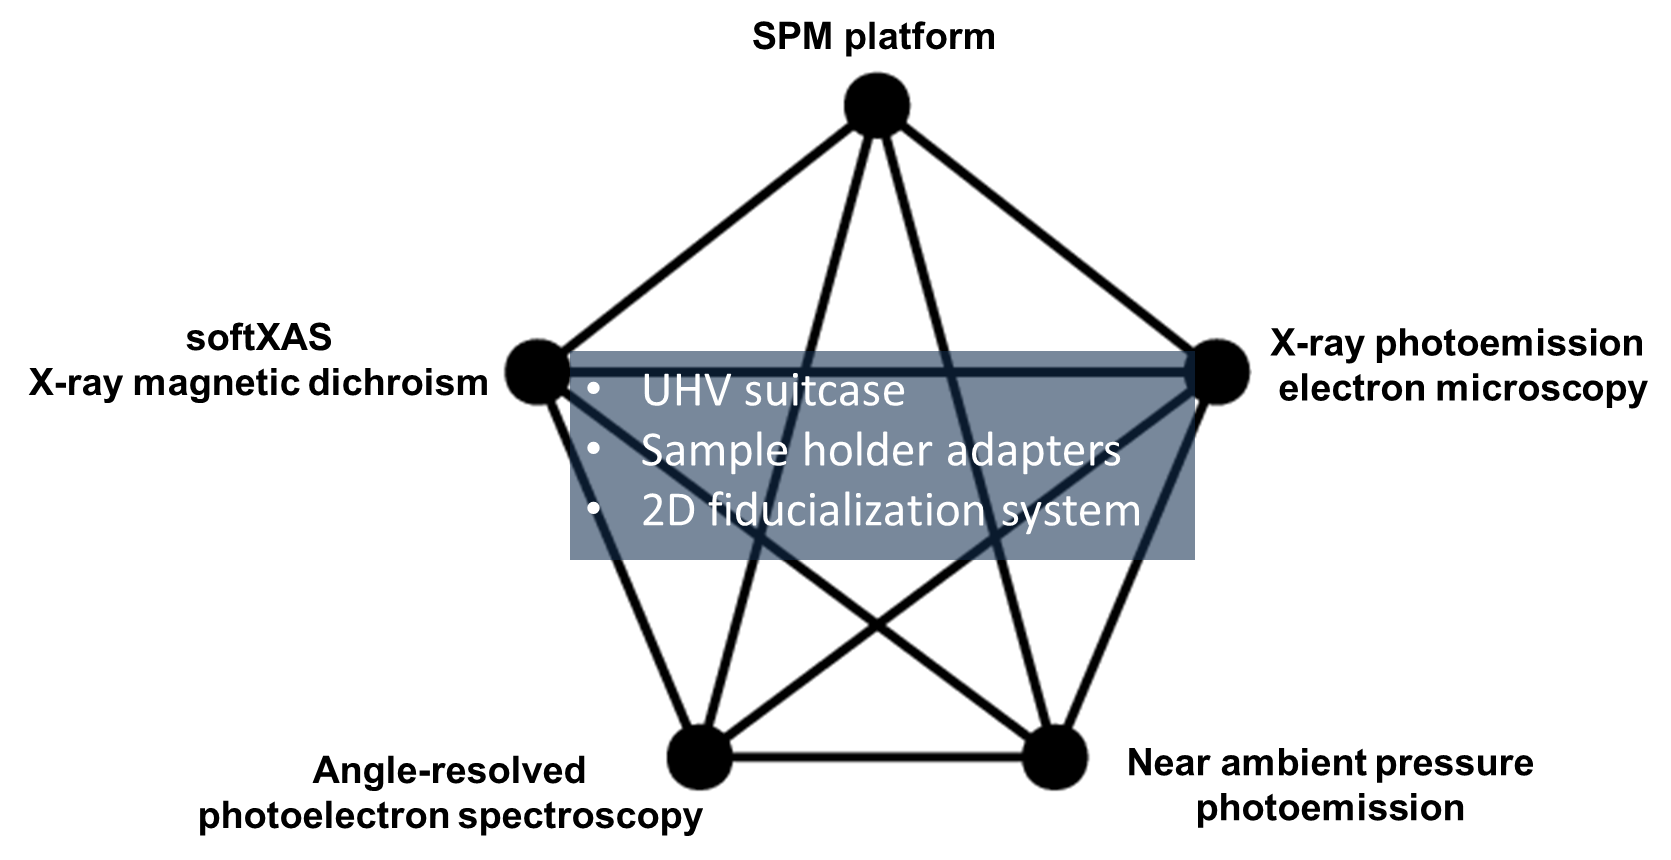 SPM platform
softXAS
X-ray magnetic dichroism
X-ray photoemission
electron microscopy
• UHV suitcase
• Sample holder adapters
• 2D fiducialization system
Angle-resolved
photoelectron spectroscopy
Near ambient pressure
photoemission